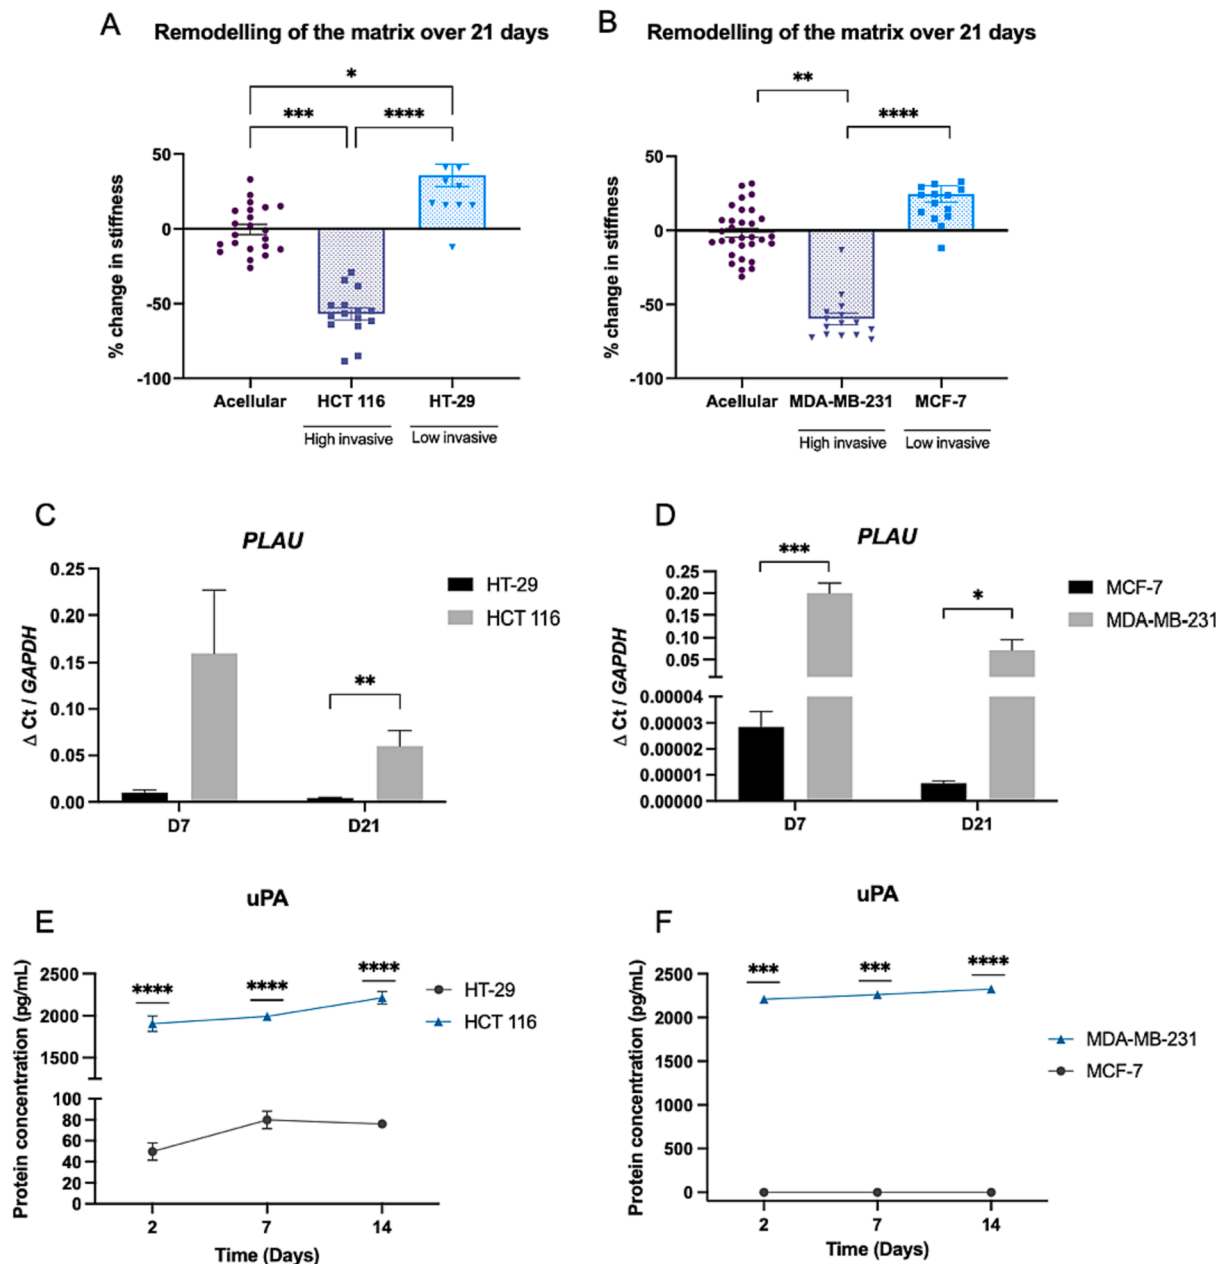 A
Remodelling of the matrix over 21 days
*
***
****
% change in stiffness
50
0
-50
-100
Acellular
HCT 116
HT-29
High invasive
Low invasive
B
Remodelling of the matrix over 21 days
**
****
% change in stiffness
50
0
-50
-100
Acellular
MDA-MB-231
MCF-7
High invasive
Low invasive
C
PLAU
Δ Ct / GAPDH
0.25
0.20
0.15
0.10
0.05
0.00
**
D7
D21
HT-29
HCT 116
D
PLAU
Δ Ct / GAPDH
0.25
0.20
0.15
0.10
0.05
0.00004
0.00003
0.00002
0.00001
0.00000
***
*
D7
D21
MCF-7
MDA-MB-231
E
uPA
Protein concentration (pg/mL)
2500
2000
1500
100
80
60
40
20
0
****
****
****
2
7
14
Time (Days)
HT-29
HCT 116
F
uPA
Protein concentration (pg/mL)
2500
2000
1500
1000
500
0
***
***
****
2
7
14
Time (Days)
MDA-MB-231
MCF-7